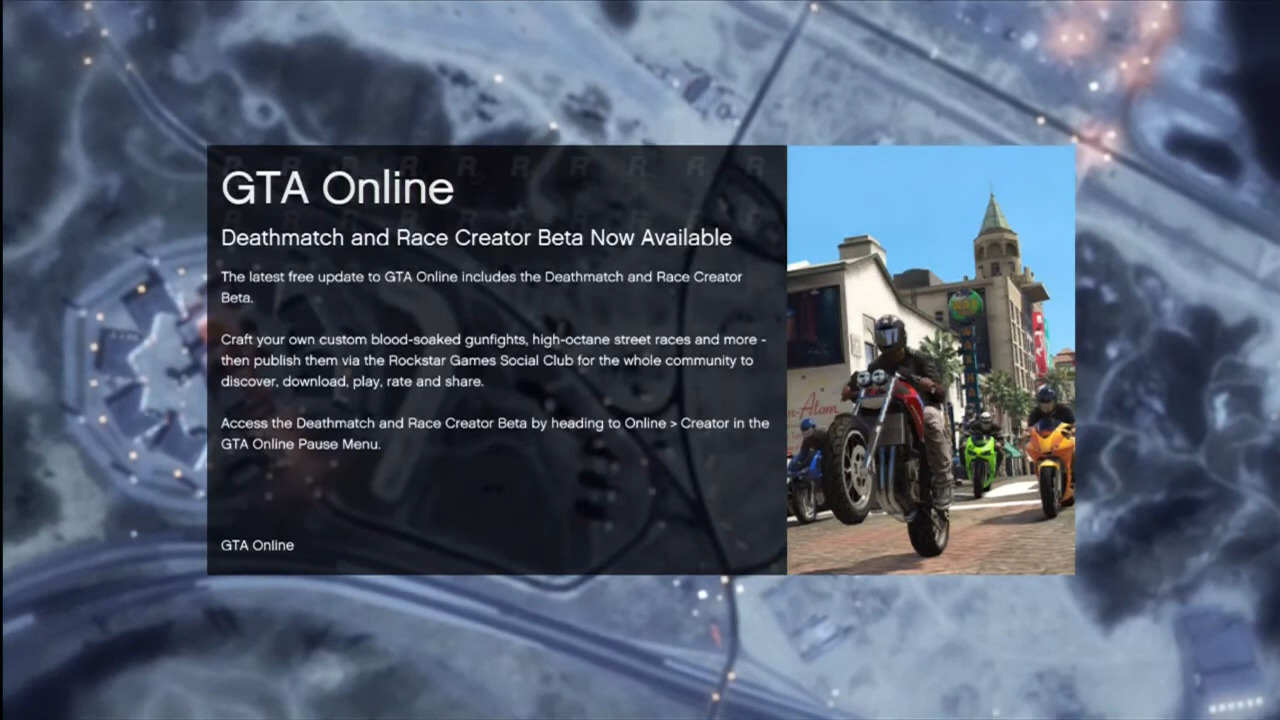 GTA Online
Deathmatch and Race Creator Beta Now Available
The latest free update to GTA Online includes the Deathmatch and Race Creator
Beta.
Craft your own custom blood-soaked gunfights, high-octane street races and more -
then publish them via the Rockstar Games Social Club for the whole community to
discover, download, play, rate and share.
Access the Deathmatch and Race Creator Beta by heading to Online > Creator in the
GTA Online Pause Menu.
GTA Online
n-Atom